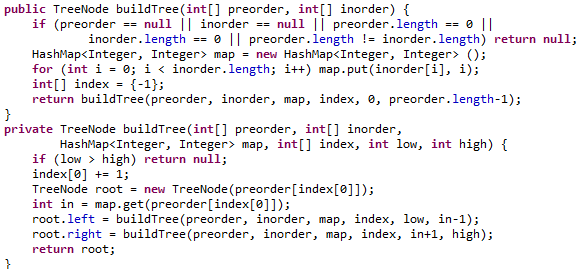 public TreeNode buildTree(int[] preorder, int[] inorder) {
    if (preorder == null || inorder == null || preorder.length == 0 ||
            inorder.length == 0 || preorder.length != inorder.length) return null;
    HashMap<Integer, Integer> map = new HashMap<Integer, Integer> ();
    for (int i = 0; i < inorder.length; i++) map.put(inorder[i], i);
    int[] index = {-1};
    return buildTree(preorder, inorder, map, index, 0, preorder.length-1);
}
private TreeNode buildTree(int[] preorder, int[] inorder,
        HashMap<Integer, Integer> map, int[] index, int low, int high) {
    if (low > high) return null;
    index[0] += 1;
    TreeNode root = new TreeNode(preorder[index[0]]);
    int in = map.get(preorder[index[0]]);
    root.left = buildTree(preorder, inorder, map, index, low, in-1);
    root.right = buildTree(preorder, inorder, map, index, in+1, high);
    return root;
}